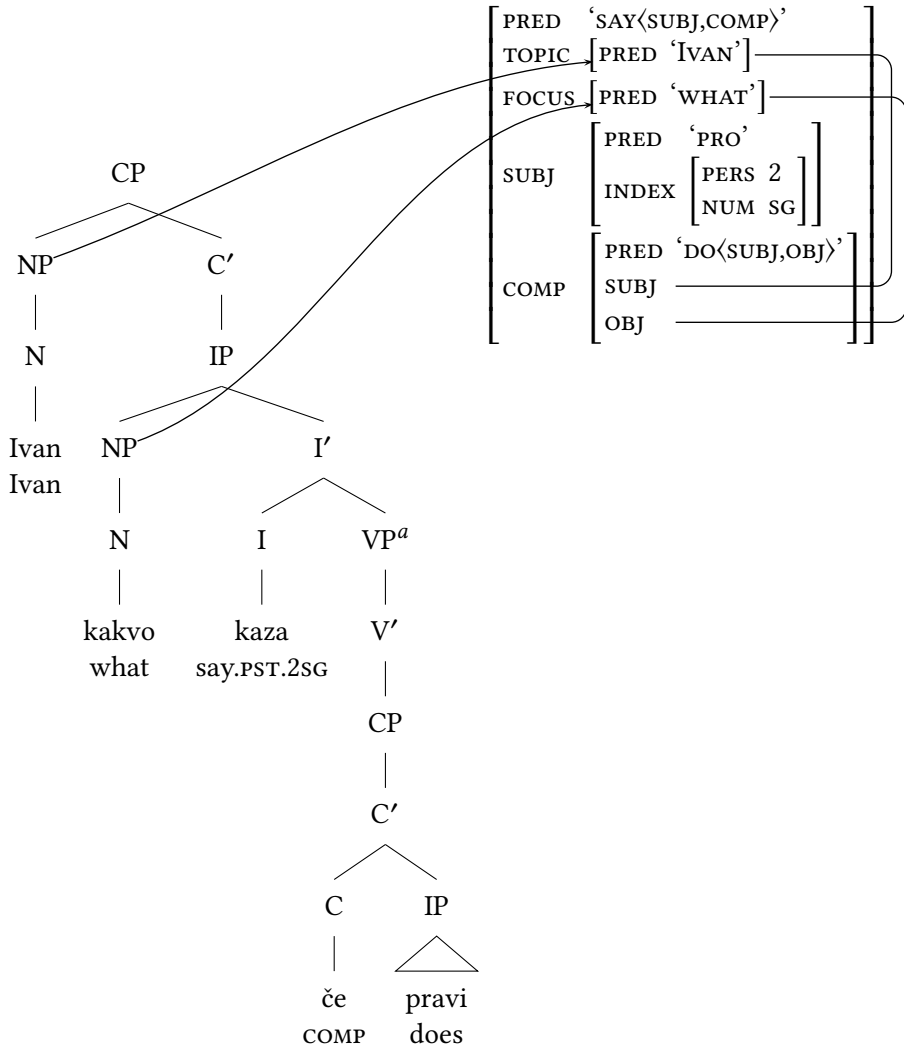 PRED ‘SAY⟨SUBJ,COMP⟩’
TOPIC [PRED ‘IVAN’]
FOCUS [PRED ‘WHAT’]
SUBJ
PRED ‘PRO’
INDEX
PERS 2
NUM SG
COMP
PRED ‘DO⟨SUBJ,OBJ⟩’
SUBJ
OBJ
CP
NP C′
N IP
Ivan NP I′
Ivan
N I VPᵃ
kakvo kaza V′
what say.PST.2SG
CP
C′
C IP
če pravi
COMP does